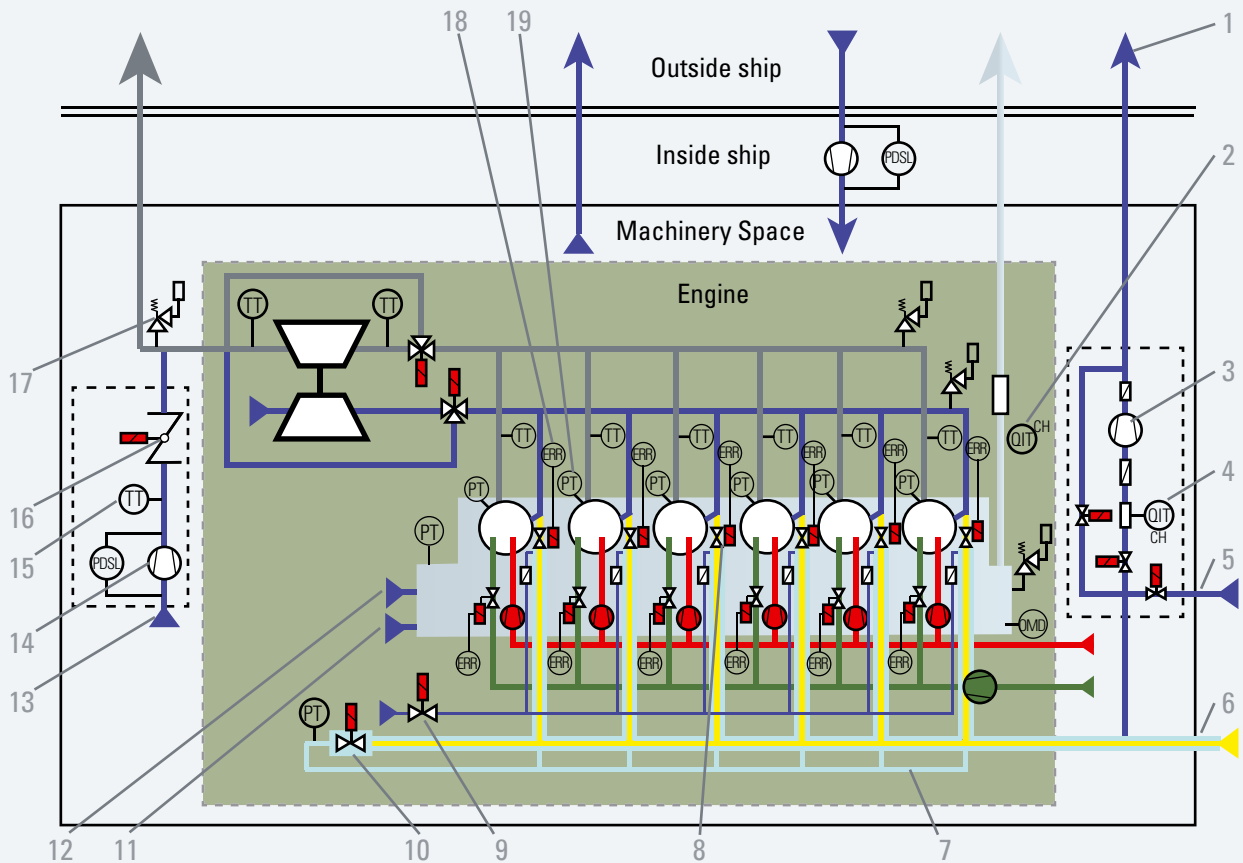 18
19
1
Outside ship
Inside ship
PDSL
2
Machinery Space
Engine
TT
TT
17
3
QIT
CH
TT
TT
TT
TT
TT
TT
ERR
ERR
ERR
ERR
ERR
ERR
4
16
PT
PT
PT
PT
PT
PT
TT
QIT
CH
15
PT
PDSL
5
14
OMD
ERR
ERR
ERR
ERR
ERR
ERR
13
PT
6
12
11
10
9
8
7